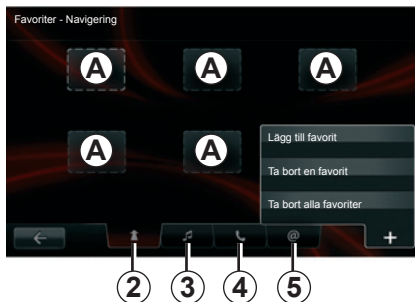 Favoriter - Navigering
A A A
A A
Lägg till favorit
Ta bort en favorit
Ta bort alla favoriter
@ +
2 3 4 5